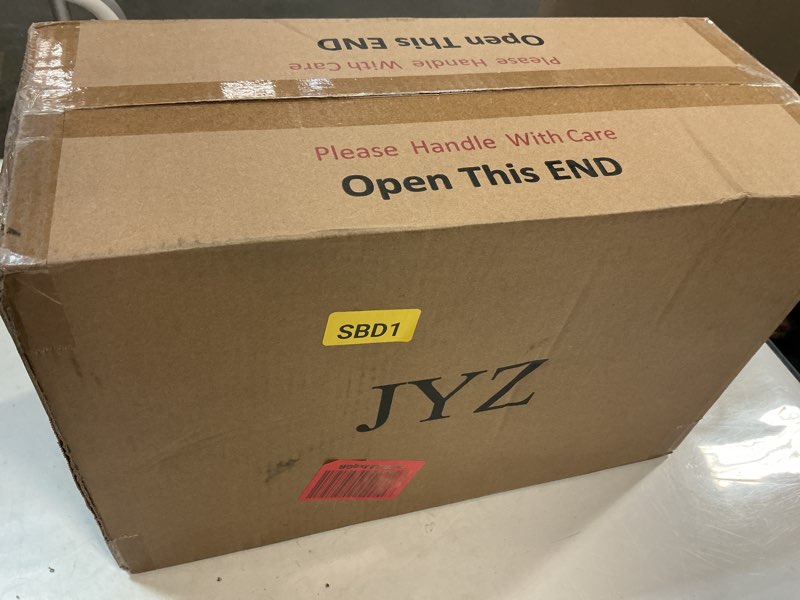 Open This END
Please Handle With Care
Please Handle With Care
Open This END
SBD1
JYZ